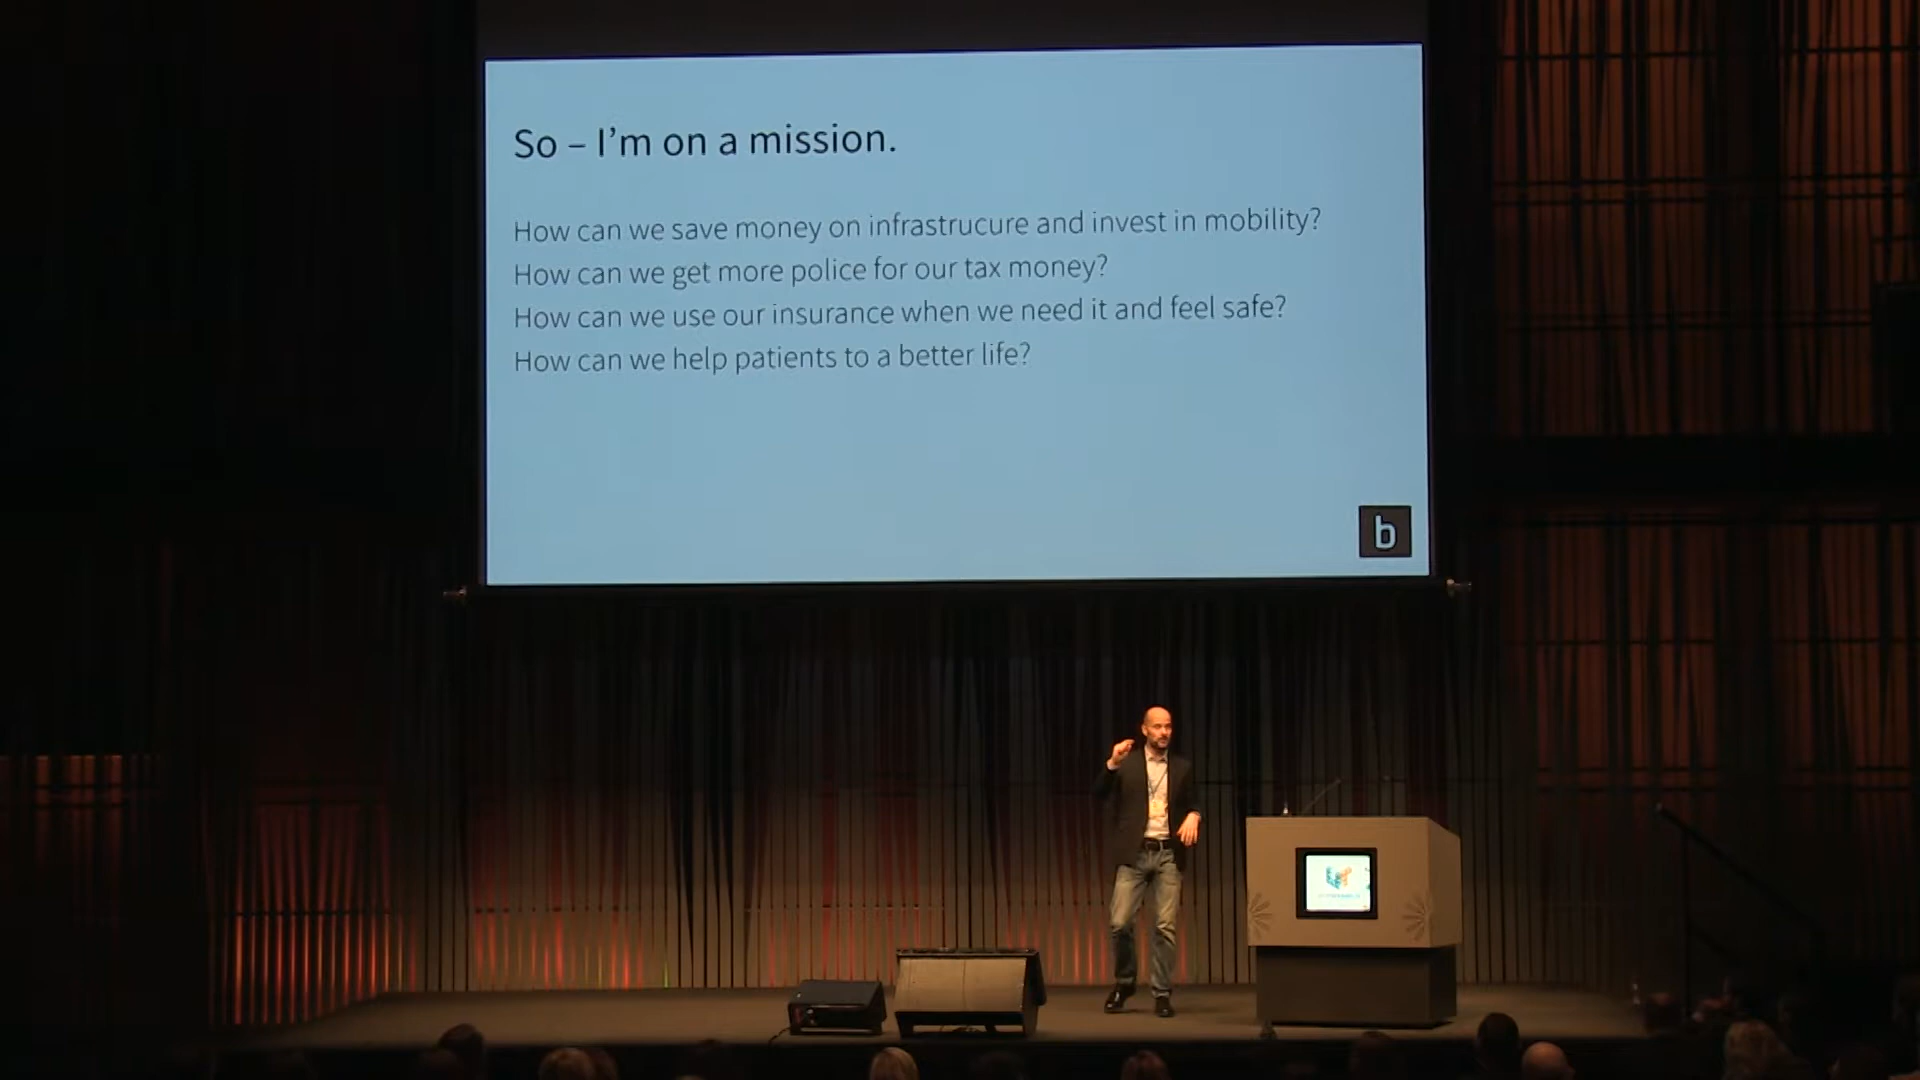 So – I'm on a mission.
How can we save money on infrastrucure and invest in mobility?
How can we get more police for our tax money?
How can we use our insurance when we need it and feel safe?
How can we help patients to a better life?
b